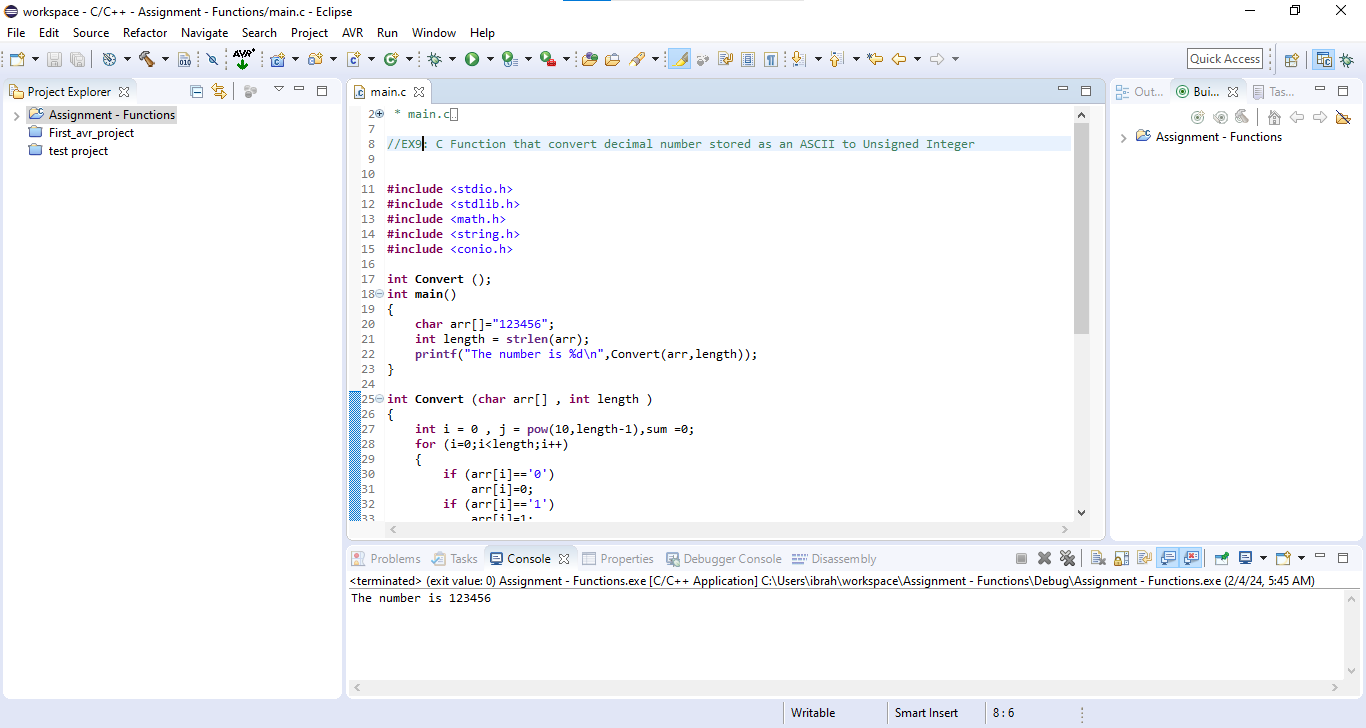 workspace - C/C++ - Assignment - Functions/main.c - Eclipse
File Edit Source Refactor Navigate Search Project AVR Run Window Help
AVR
010
Quick Access
Project Explorer
Assignment - Functions
First_avr_project
test project
main.c
2 * main.c
7
8 //EX9: C Function that convert decimal number stored as an ASCII to Unsigned Integer
9
10
11 #include <stdio.h>
12 #include <stdlib.h>
13 #include <math.h>
14 #include <string.h>
15 #include <conio.h>
16
17 int Convert ();
18 int main()
19 {
20 char arr[]="123456";
21 int length = strlen(arr);
22 printf("The number is %d\n",Convert(arr,length));
23 }
24
25 int Convert (char arr[] , int length )
26 {
27 int i = 0 , j = pow(10,length-1),sum =0;
28 for (i=0;i<length;i++)
29 {
30 if (arr[i]=='0')
31 arr[i]=0;
32 if (arr[i]=='1')
33 arr[i]=1;
Out... Bui... Tas...
Assignment - Functions
Problems Tasks Console Properties Debugger Console Disassembly
<terminated> (exit value: 0) Assignment - Functions.exe [C/C++ Application] C:\Users\ibrah\workspace\Assignment - Functions\Debug\Assignment - Functions.exe (2/4/24, 5:45 AM)
The number is 123456
Writable Smart Insert 8 : 6